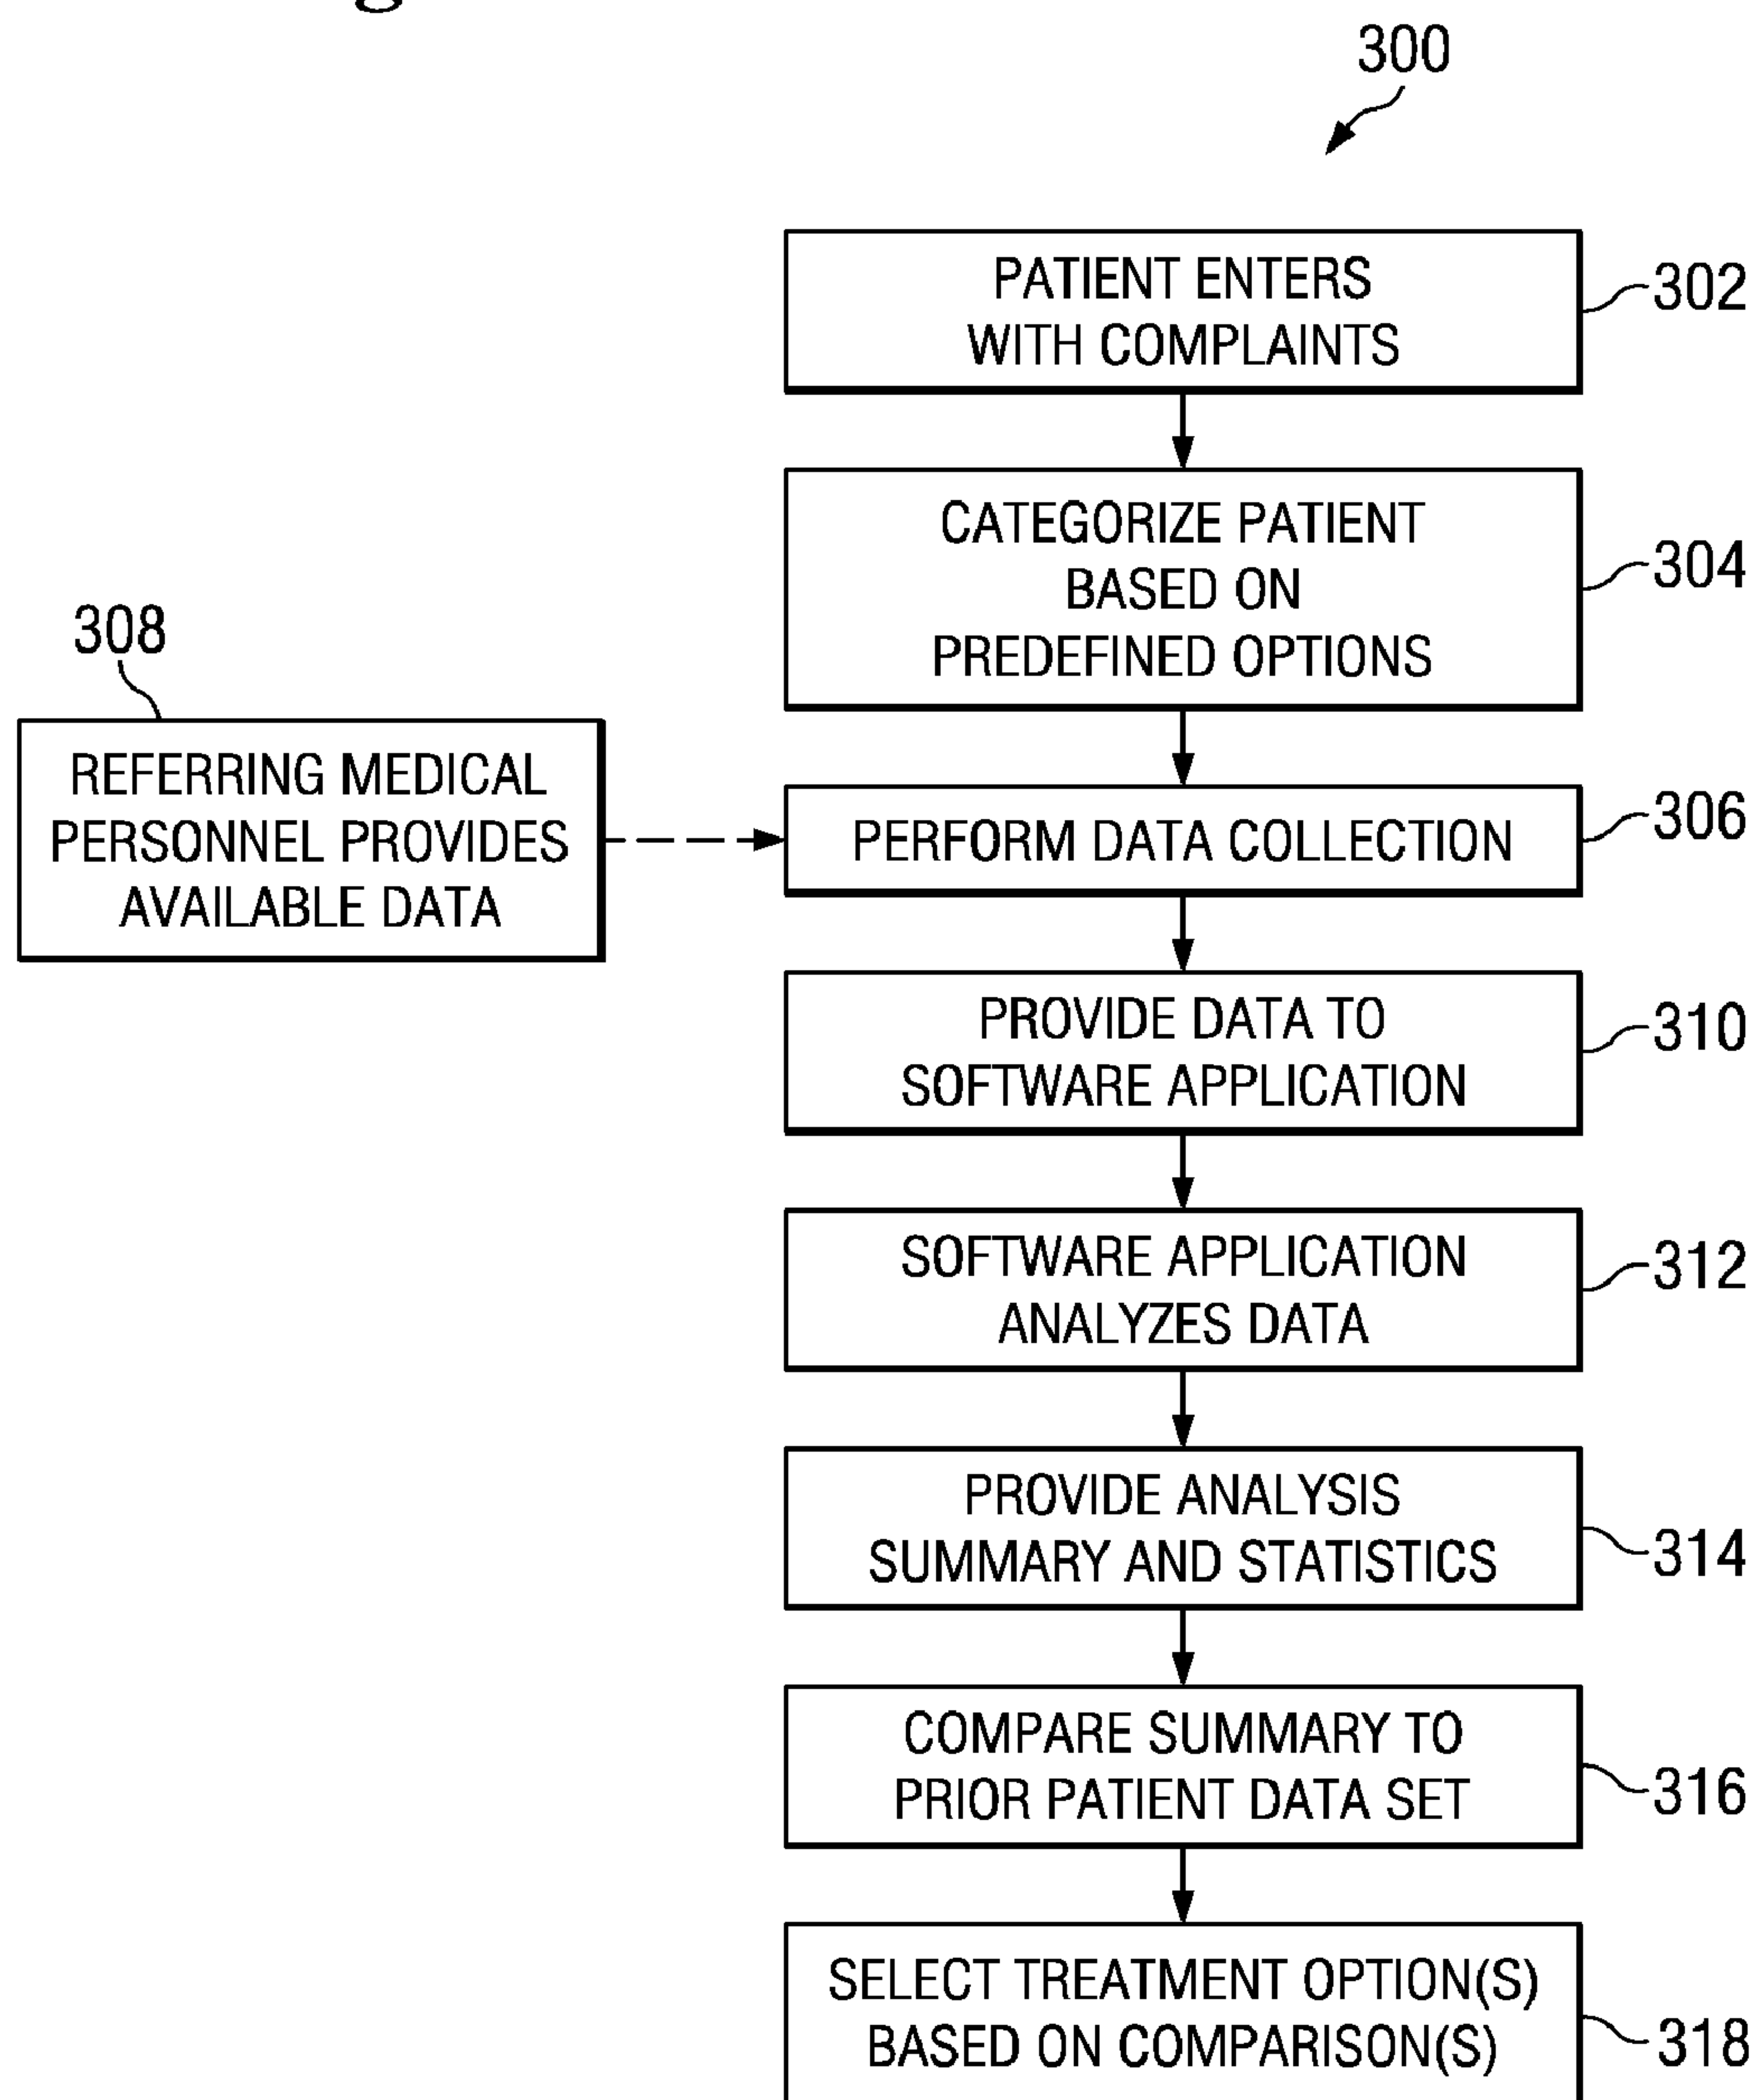 300
PATIENT ENTERS
WITH COMPLAINTS
302
CATEGORIZE PATIENT
BASED ON
PREDEFINED OPTIONS
304
308
REFERRING MEDICAL
PERSONNEL PROVIDES
AVAILABLE DATA
PERFORM DATA COLLECTION
306
PROVIDE DATA TO
SOFTWARE APPLICATION
310
SOFTWARE APPLICATION
ANALYZES DATA
312
PROVIDE ANALYSIS
SUMMARY AND STATISTICS
314
COMPARE SUMMARY TO
PRIOR PATIENT DATA SET
316
SELECT TREATMENT OPTION(S)
BASED ON COMPARISON(S)
318